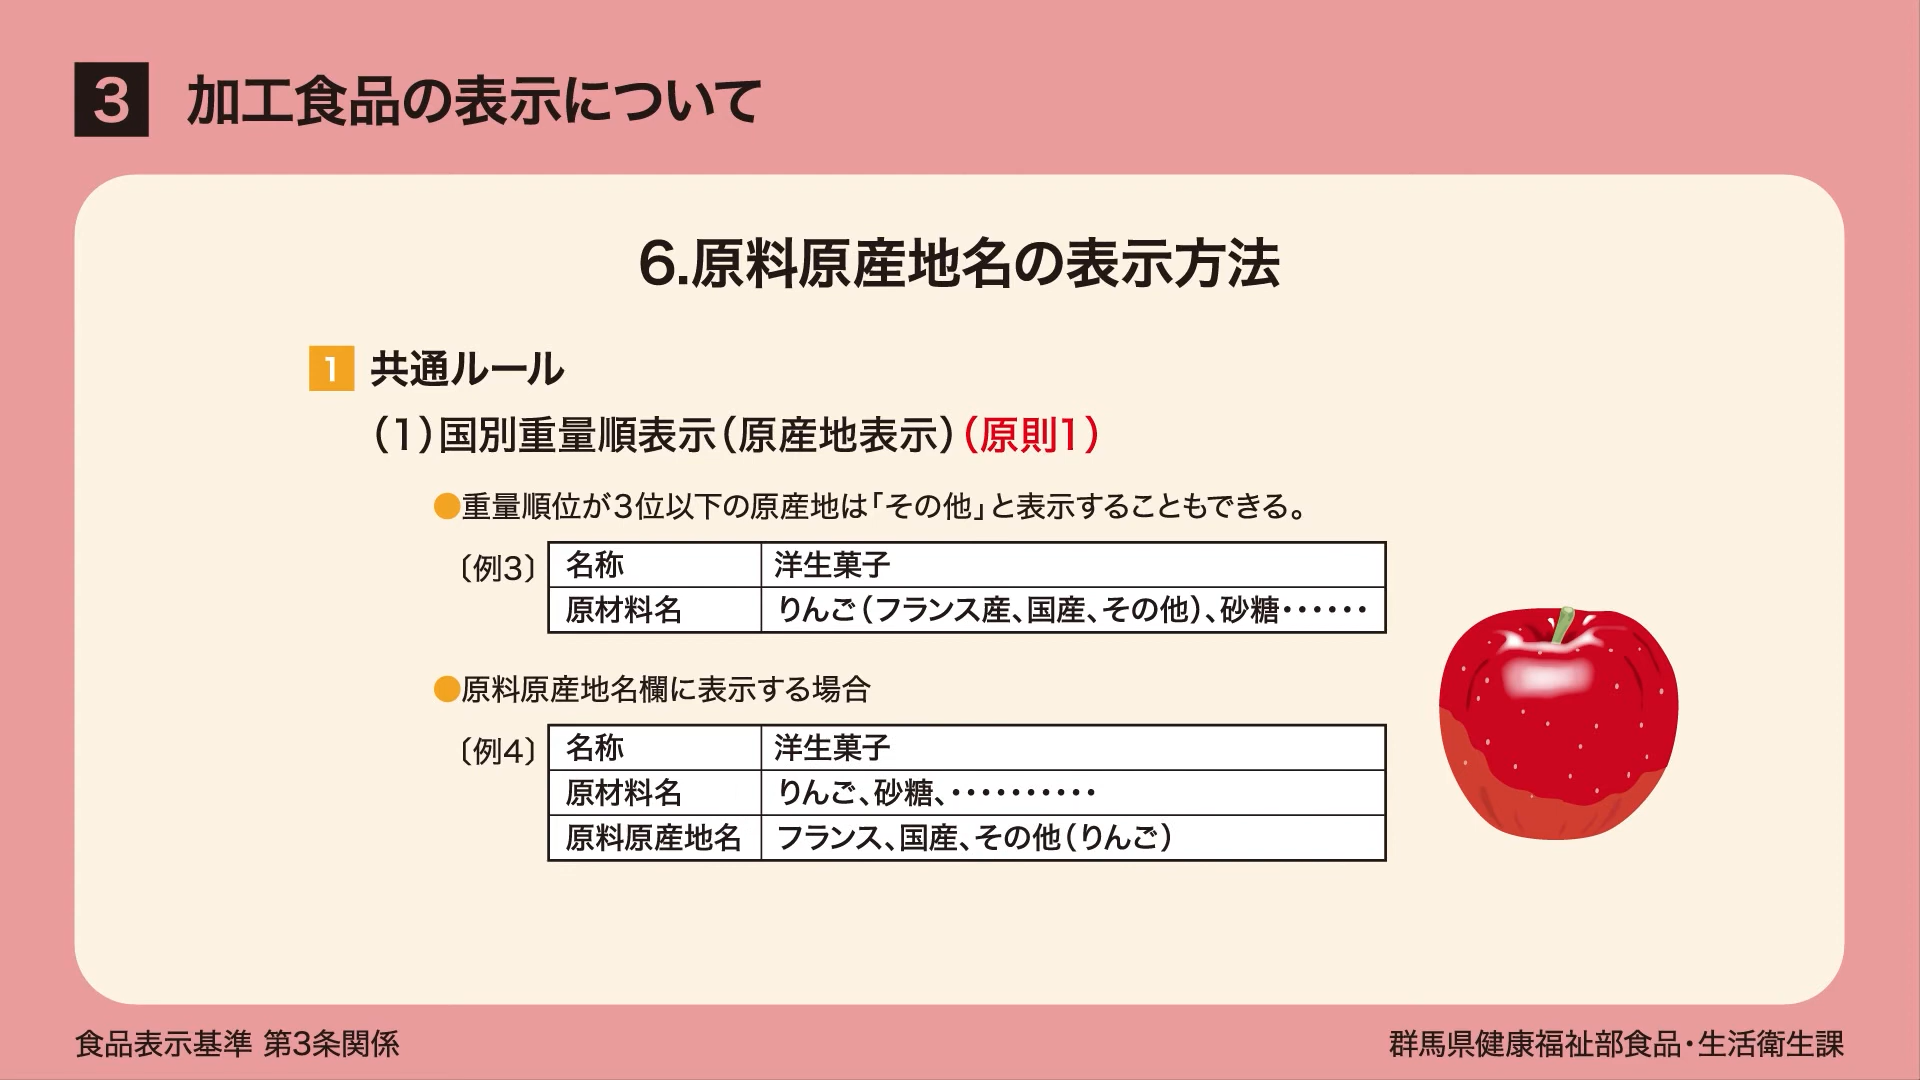 3 加工食品の表示について
6.原料原産地名の表示方法
1 共通ルール
(1)国別重量順表示(原産地表示)(原則1)
●重量順位が3位以下の原産地は「その他」と表示することもできる。
〔例3〕 名称 洋生菓子
原材料名 りんご(フランス産、国産、その他)、砂糖・・・・・・
●原料原産地名欄に表示する場合
〔例4〕 名称 洋生菓子
原材料名 りんご、砂糖、・・・・・・・・・・
原料原産地名 フランス、国産、その他(りんご)
食品表示基準 第3条関係
群馬県健康福祉部食品・生活衛生課